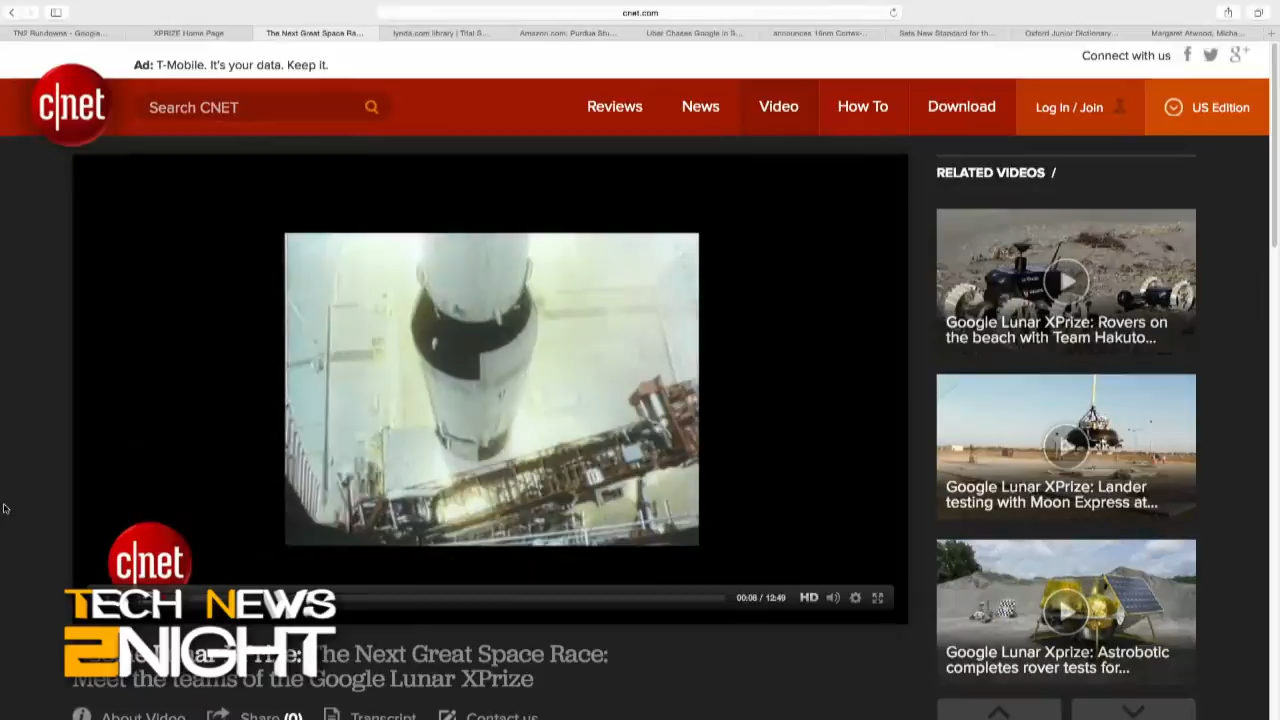 cnet.com
TN2 Rundowns - Google...
XPRIZE Home Page
The Next Great Space Ra...
lynda.com library | Trial S...
Amazon.com: Purdue Stu...
Uber Chases Google in S...
announces 16nm Cortex-...
Sets New Standard for th...
Oxford Junior Dictionary...
Margaret Atwood, Micha...
Ad: T-Mobile. It's your data. Keep it.
Connect with us
c|net
Search CNET
Reviews
News
Video
How To
Download
Log In / Join
US Edition
RELATED VIDEOS /
Google Lunar XPrize: Rovers on
the beach with Team Hakuto...
Google Lunar XPrize: Lander
testing with Moon Express at...
Google Lunar Xprize: Astrobotic
completes rover tests for...
c|net
00:08 / 12:49
HD
TECH NEWS
2NIGHT
The Next Great Space Race:
Meet the teams of the Google Lunar XPrize
About Video
Share (0)
Transcript
Contact us